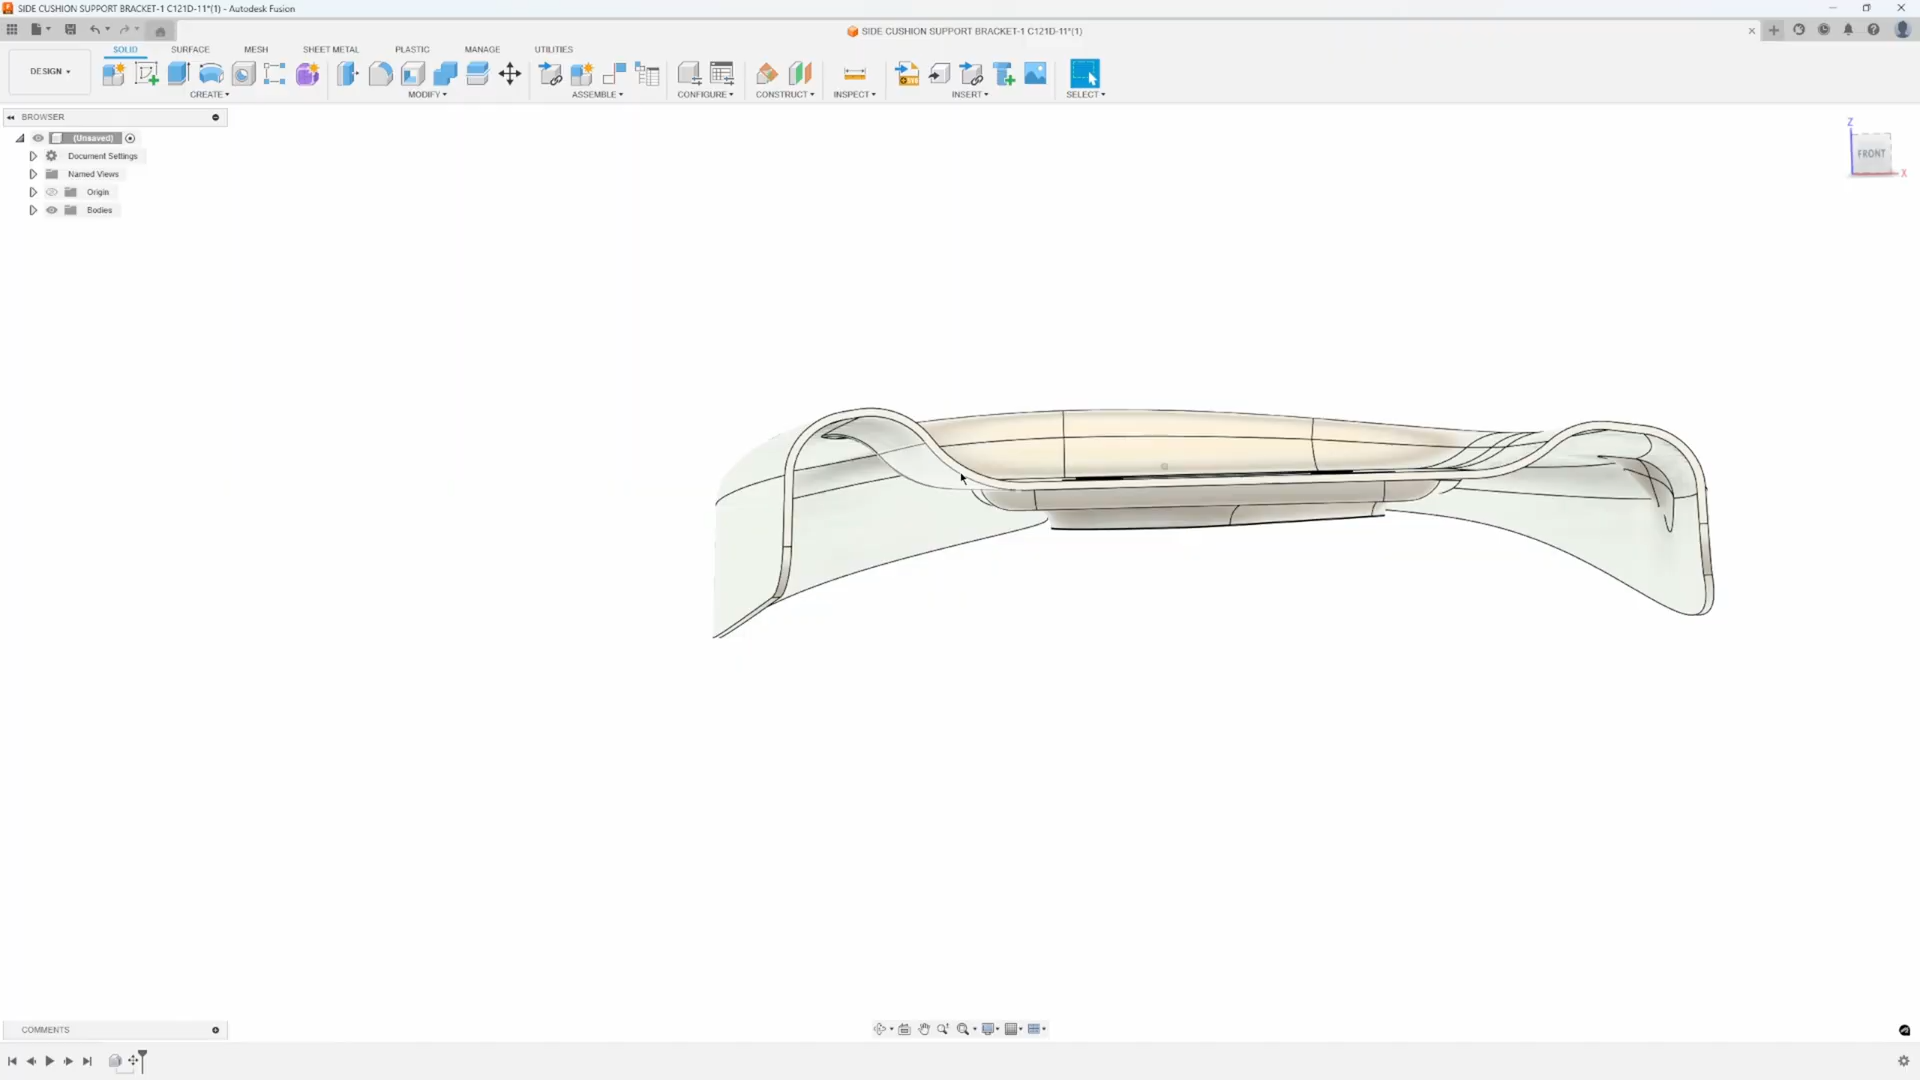 SIDE CUSHION SUPPORT BRACKET-1 C121D-11*(1) - Autodesk Fusion
SIDE CUSHION SUPPORT BRACKET-1 C121D-11*(1)
SOLID SURFACE MESH SHEET METAL PLASTIC MANAGE UTILITIES
DESIGN
CREATE MODIFY ASSEMBLE CONFIGURE CONSTRUCT INSPECT INSERT SELECT
BROWSER
(Unsaved)
Document Settings
Named Views
Origin
Bodies
Z
FRONT
X
COMMENTS